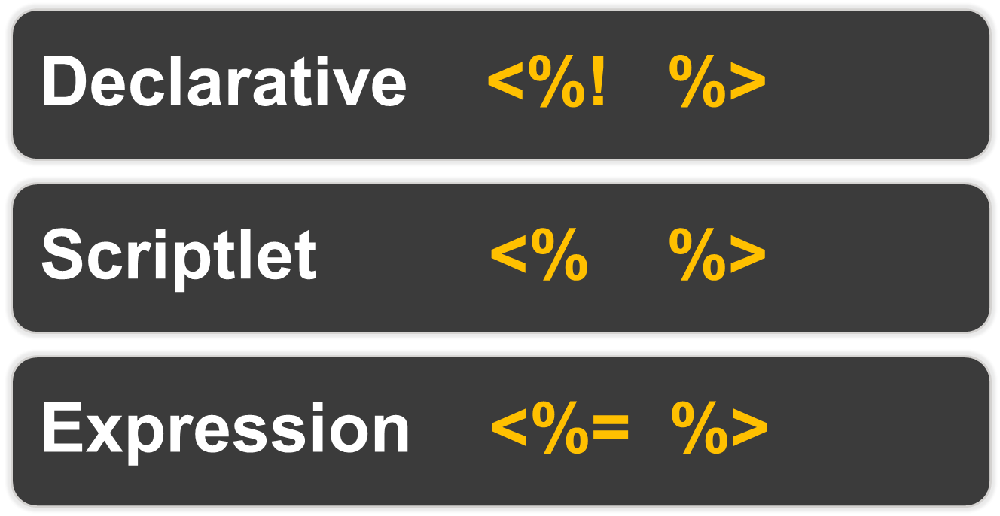 Declarative <%! %>
Scriptlet <% %>
Expression <%= %>